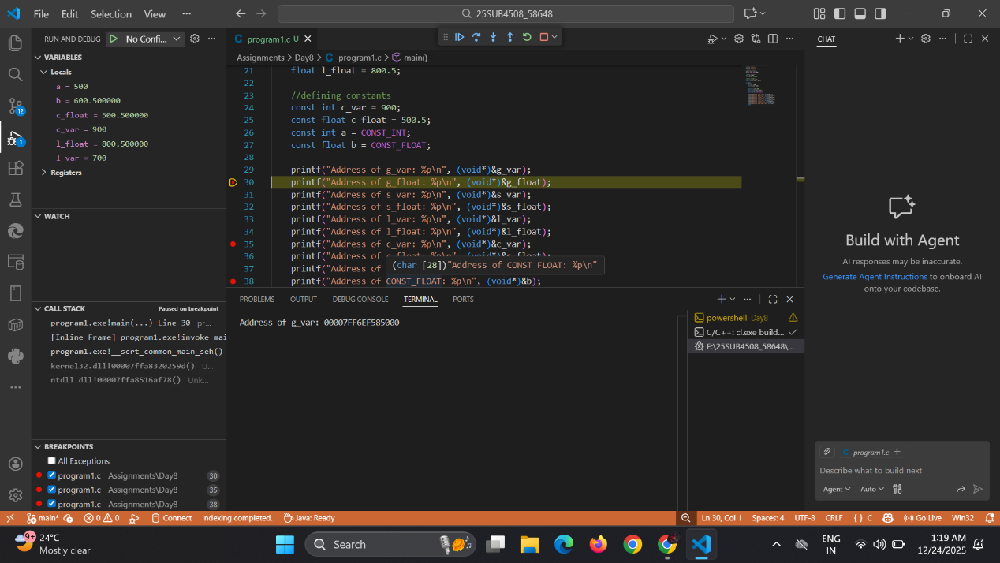 File Edit Selection View ··· 25SUB4508_58648
RUN AND DEBUG No Confi... ···
VARIABLES
Locals
a = 500
b = 600.500000
c_float = 500.500000
c_var = 900
l_float = 800.500000
l_var = 700
Registers
WATCH
CALL STACK Paused on breakpoint
program1.exe!main(...) Line 30 pr...
[Inline Frame] program1.exe!invoke_mai
program1.exe!__scrt_common_main_seh()
kernel32.dll!00007ffa8320259d() U...
ntdll.dll!00007ffa8516af78() Unk...
BREAKPOINTS
All Exceptions
program1.c Assignments\Day8 30
program1.c Assignments\Day8 35
program1.c Assignments\Day8 38
12
1
C program1.c U
Assignments > Day8 > C program1.c > main()
21 float l_float = 800.5;
22
23 //defining constants
24 const int c_var = 900;
25 const float c_float = 500.5;
26 const int a = CONST_INT;
27 const float b = CONST_FLOAT;
28
29 printf("Address of g_var: %p\n", (void*)&g_var);
30 printf("Address of g_float: %p\n", (void*)&g_float);
31 printf("Address of s_var: %p\n", (void*)&s_var);
32 printf("Address of s_float: %p\n", (void*)&s_float);
33 printf("Address of l_var: %p\n", (void*)&l_var);
34 printf("Address of l_float: %p\n", (void*)&l_float);
35 printf("Address of c_var: %p\n", (void*)&c_var);
36 printf("Address of c_float: %p\n", (void*)&c_float);
37 printf("Address of
(char [28])"Address of CONST_FLOAT: %p\n"
38 printf("Address of CONST_FLOAT: %p\n", (void*)&b);
PROBLEMS OUTPUT DEBUG CONSOLE TERMINAL PORTS
Address of g_var: 00007FF6EF585000
powershell Day8
C/C++: cl.exe build...
E:\25SUB4508_58648\...
CHAT
Build with Agent
AI responses may be inaccurate.
Generate Agent Instructions to onboard AI
onto your codebase.
C program1.c +
Describe what to build next
Agent Auto
main* 0 0 Connect Indexing completed. Java: Ready Ln 30, Col 1 Spaces: 4 UTF-8 CRLF {} C Go Live Win32
9+
24°C
Mostly clear
Search
ENG
IN
1:19 AM
12/24/2025